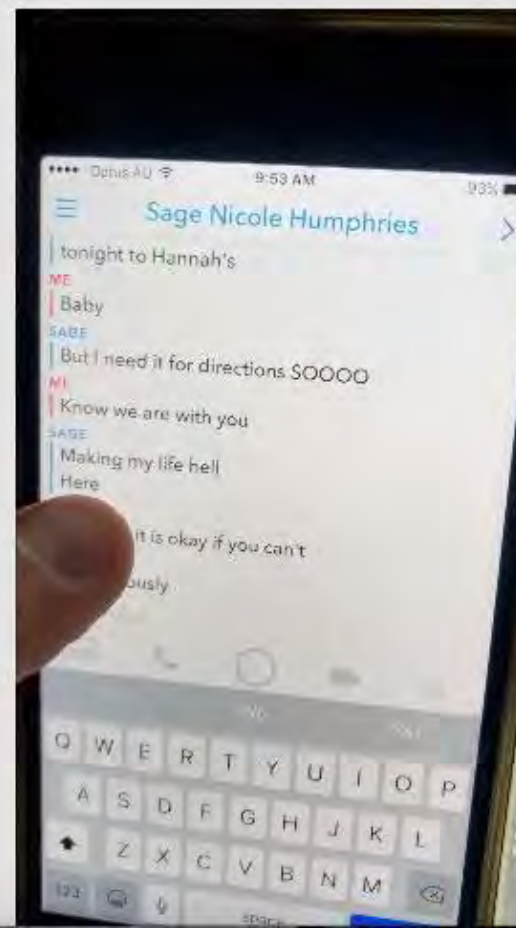 Optus AU 9:53 AM 93%
Sage Nicole Humphries
tonight to Hannah's
ME
Baby
SAGE
But I need it for directions SOOOO
ME
Know we are with you
SAGE
Making my life hell
Here
it is okay if you can't
Q W E R T Y U I O P
A S D F G H J K L
Z X C V B N M
123 space